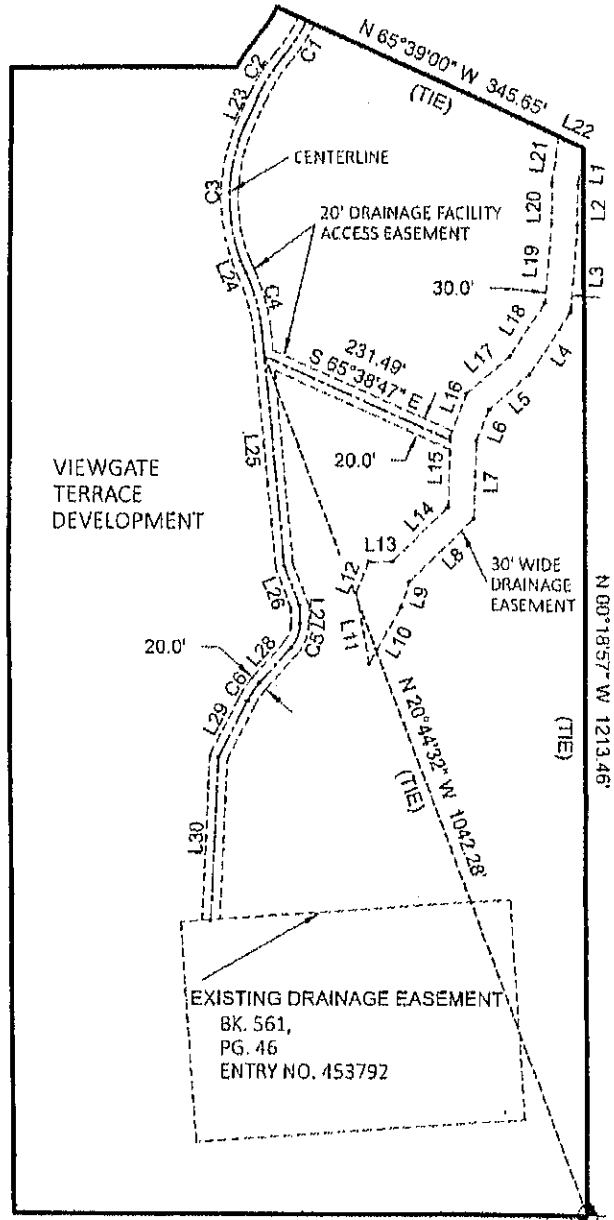 N 65°39'00" W 345.65'
(TIE)
L22
C1
C2
L23
L21
L1
CENTERLINE
L20
L2
C3
20' DRAINAGE FACILITY
ACCESS EASEMENT
L19
L3
L24
30.0'
C4
L18
L4
231.49'
S 65°38'47" E
L17
L5
L16
L6
20.0'
L25
L15
L7
VIEWGATE
TERRACE
DEVELOPMENT
L14
L8
L13
30' WIDE
DRAINAGE
EASEMENT
L12
L9
L26
L27
C5
L11
L10
N 00°18'57" W 1213.46'
(TIE)
20.0'
L28
C6
L29
N 20°44'32" W 1042.28'
(TIE)
L30
EXISTING DRAINAGE EASEMENT
BK. 561,
PG. 46
ENTRY NO. 453792